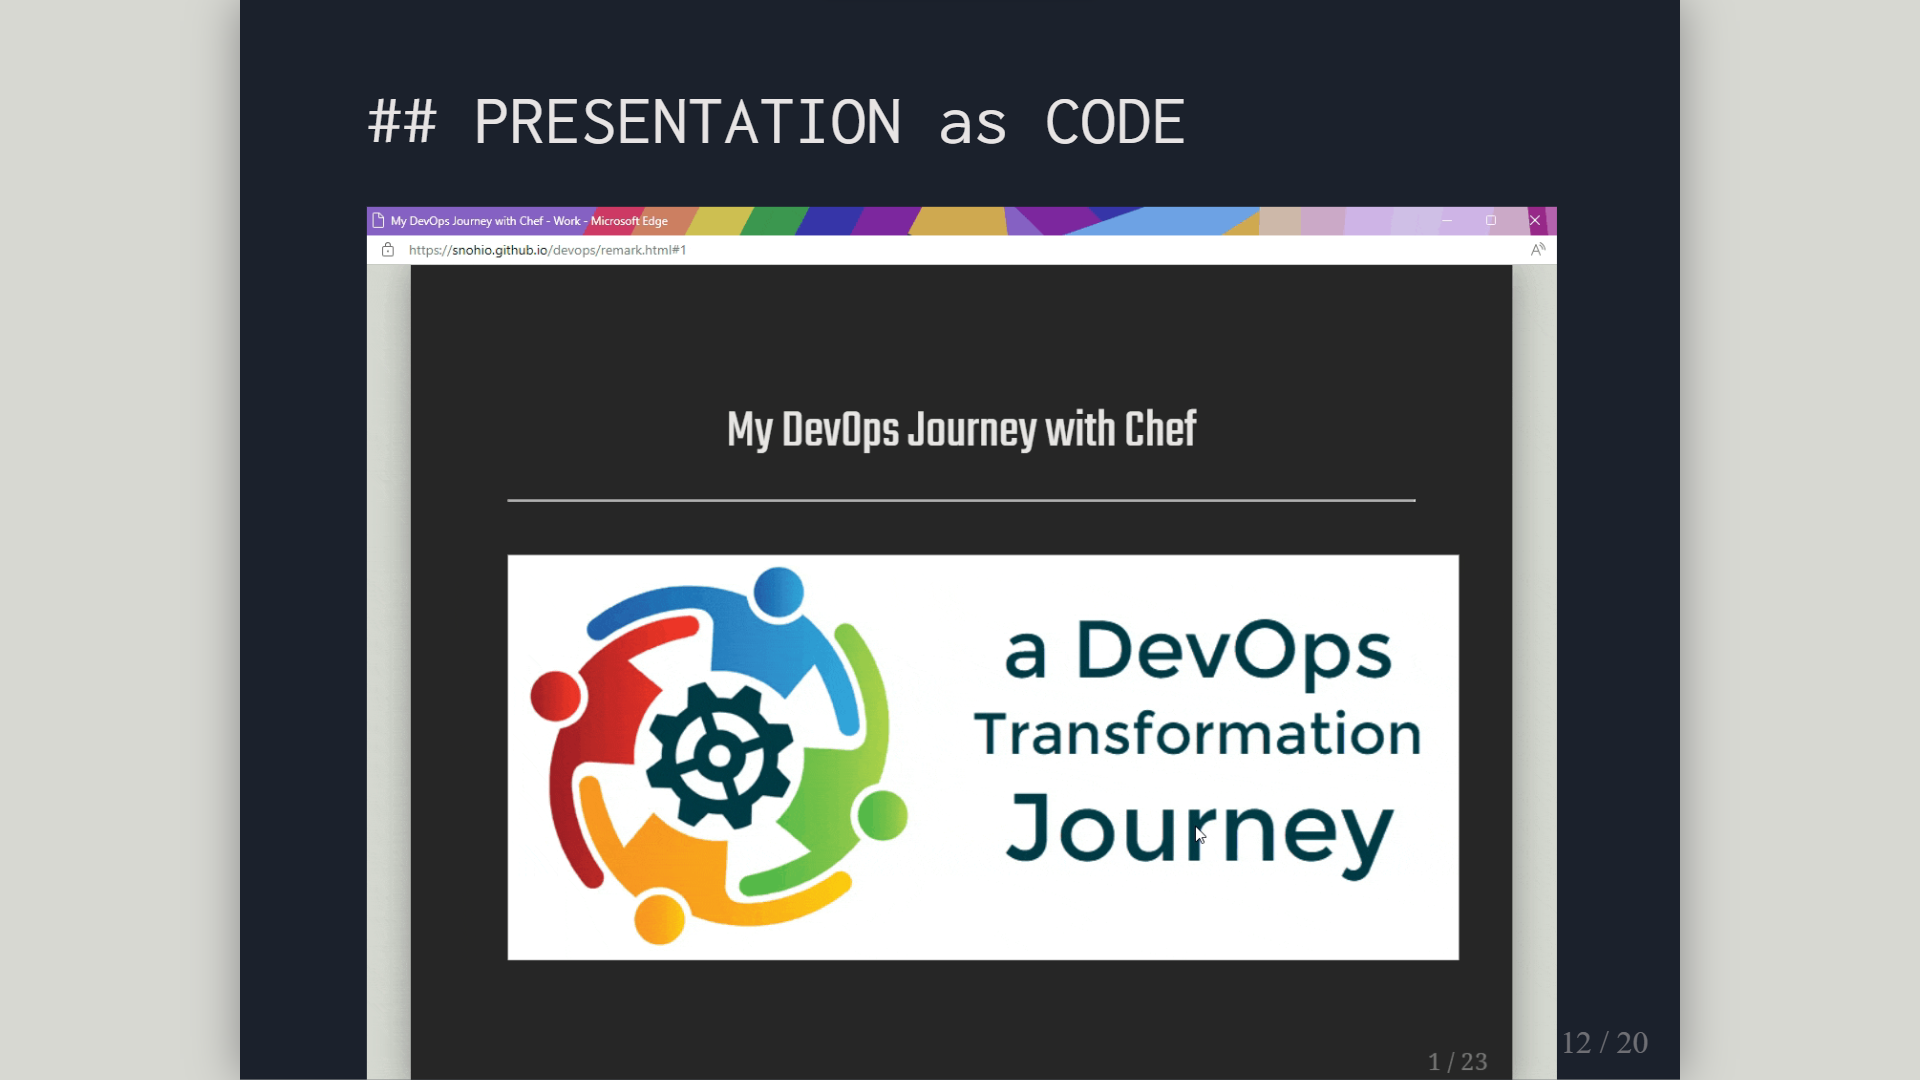 ## PRESENTATION as CODE
My DevOps Journey with Chef - Work - Microsoft Edge
https://snohio.github.io/devops/remark.html#1
My DevOps Journey with Chef
a DevOps
Transformation
Journey
1 / 23
12 / 20